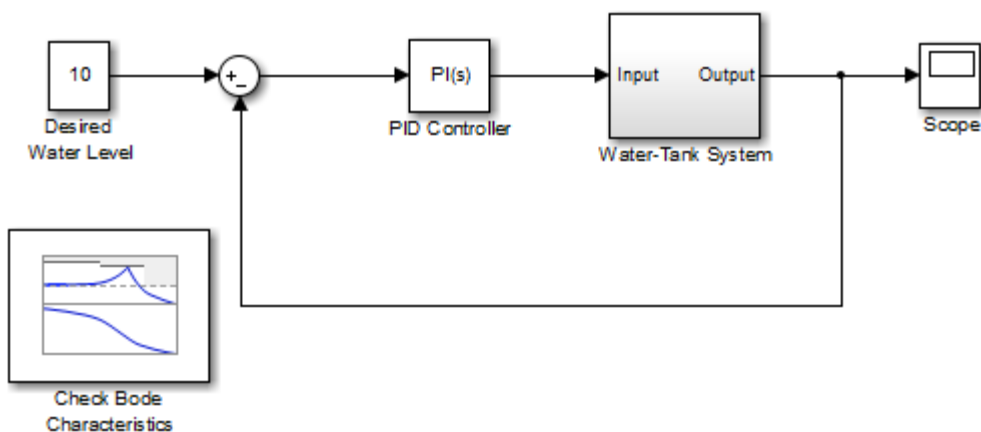 10
Desired
Water Level
+
−
PI(s)
PID Controller
Input
Output
Water-Tank System
Scope
Check Bode
Characteristics